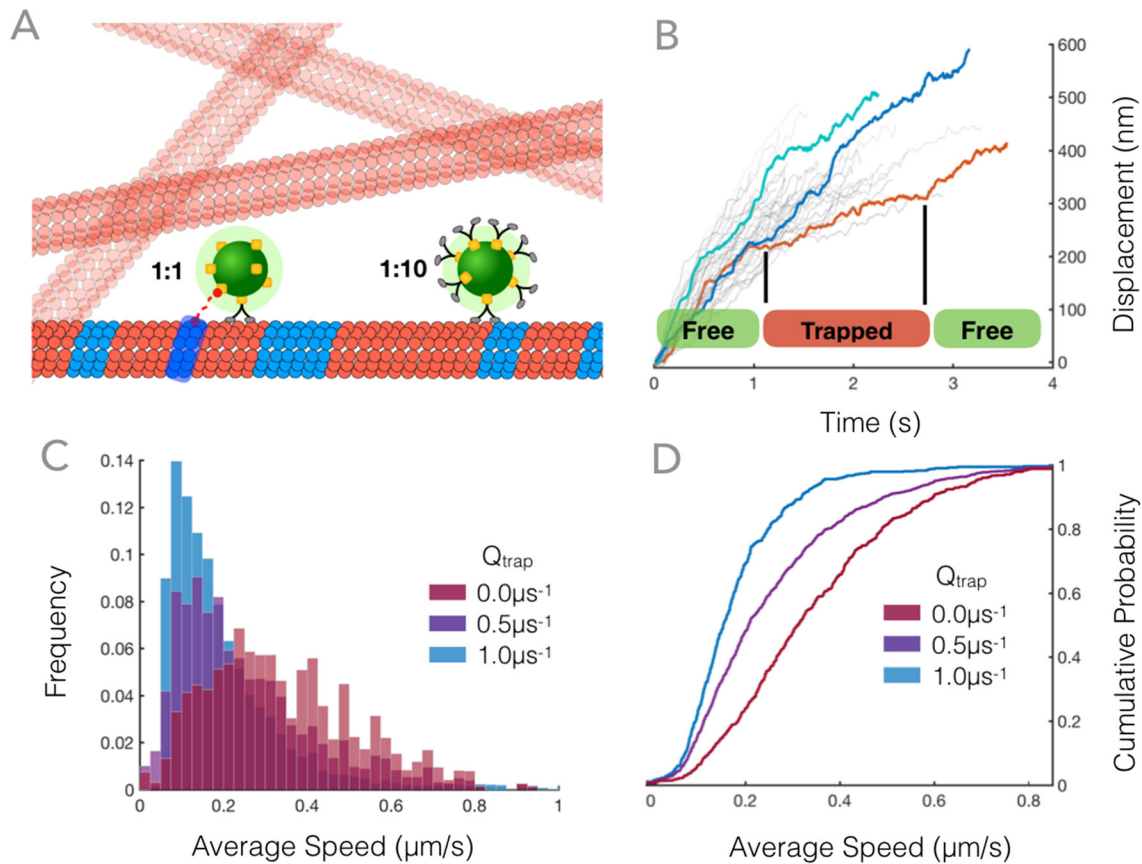 A
1:1
1:10
B
600
500
400
300
200
100
0
Displacement (nm)
Free
Trapped
Free
0
1
2
3
4
Time (s)
C
0.14
0.12
0.1
0.08
0.06
0.04
0.02
0
Frequency
Qtrap
0.0µs-1
0.5µs-1
1.0µs-1
0
0.2
0.4
0.6
0.8
1
Average Speed (µm/s)
D
1
0.8
0.6
0.4
0.2
0
Cumulative Probability
Qtrap
0.0µs-1
0.5µs-1
1.0µs-1
0
0.2
0.4
0.6
0.8
Average Speed (µm/s)